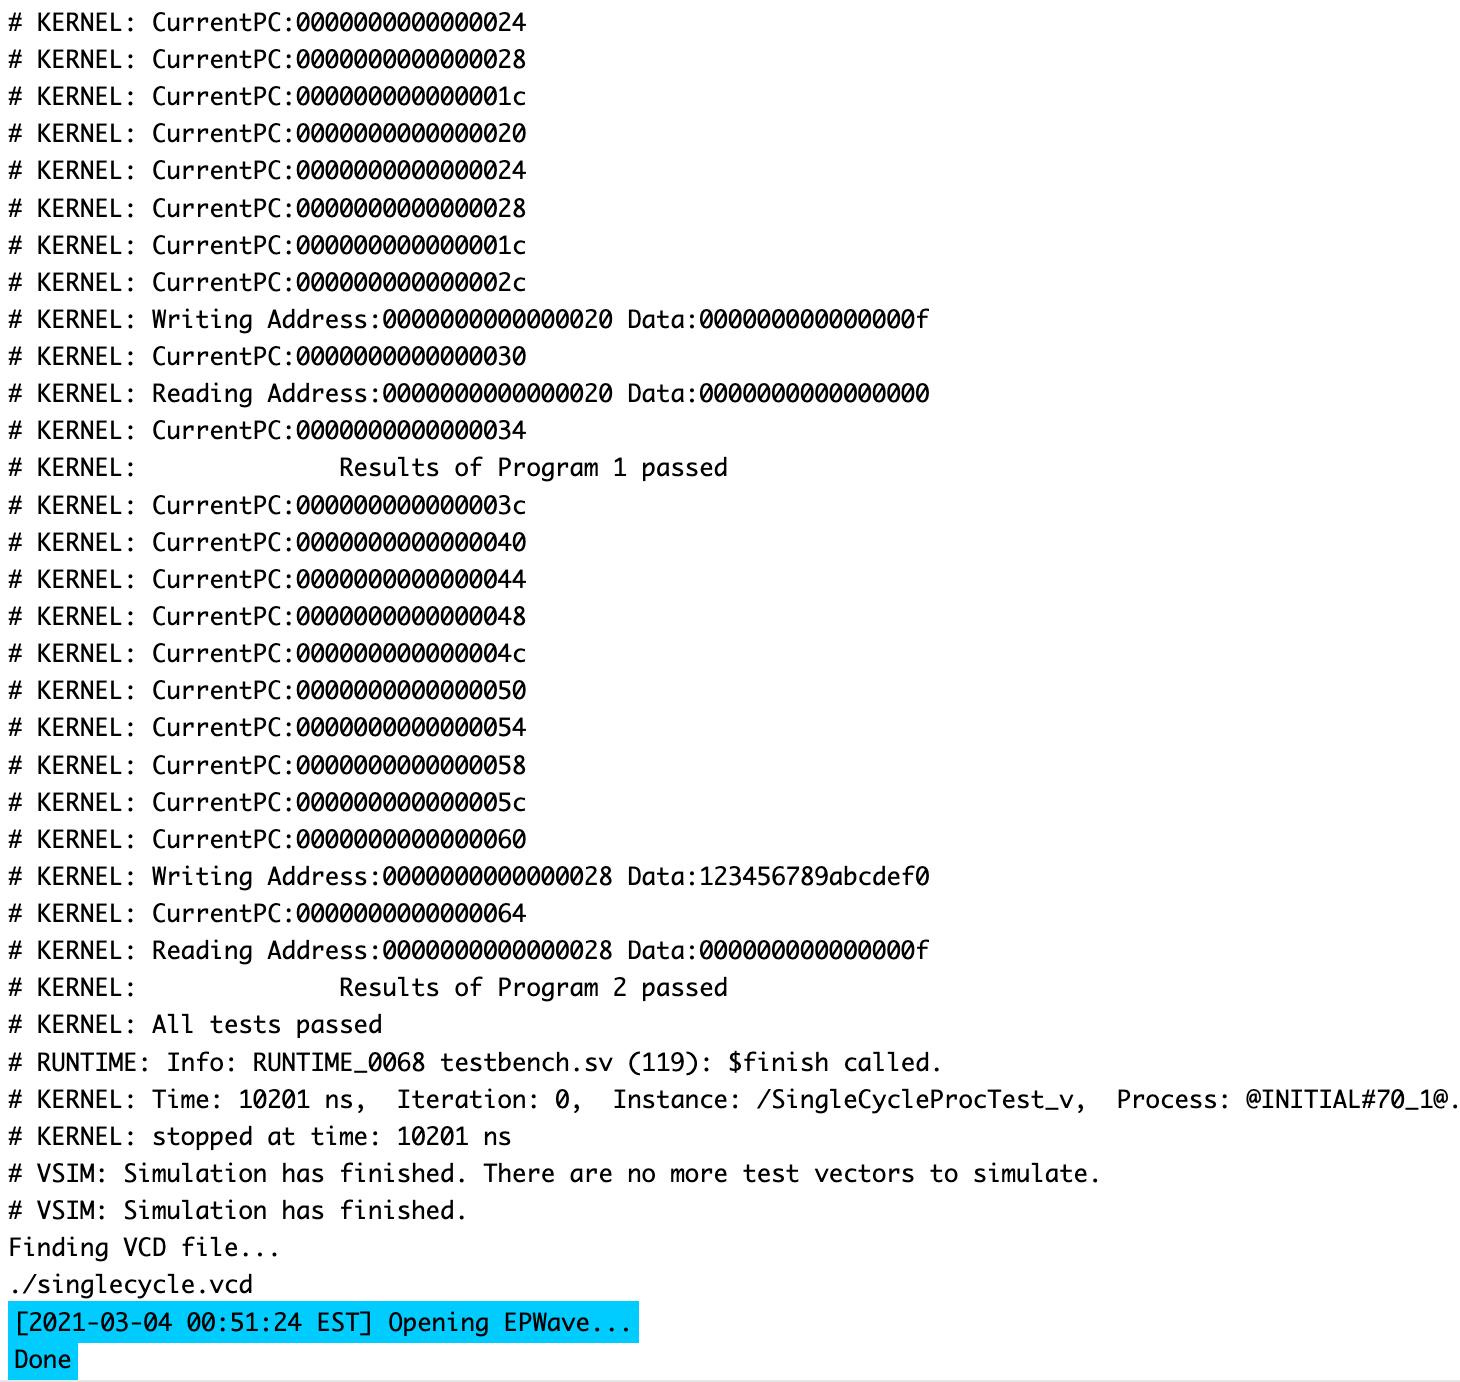 # KERNEL: CurrentPC:0000000000000024
# KERNEL: CurrentPC:0000000000000028
# KERNEL: CurrentPC:000000000000001c
# KERNEL: CurrentPC:0000000000000020
# KERNEL: CurrentPC:0000000000000024
# KERNEL: CurrentPC:0000000000000028
# KERNEL: CurrentPC:000000000000001c
# KERNEL: CurrentPC:000000000000002c
# KERNEL: Writing Address:0000000000000020 Data:000000000000000f
# KERNEL: CurrentPC:0000000000000030
# KERNEL: Reading Address:0000000000000020 Data:0000000000000000
# KERNEL: CurrentPC:0000000000000034
# KERNEL:              Results of Program 1 passed
# KERNEL: CurrentPC:000000000000003c
# KERNEL: CurrentPC:0000000000000040
# KERNEL: CurrentPC:0000000000000044
# KERNEL: CurrentPC:0000000000000048
# KERNEL: CurrentPC:000000000000004c
# KERNEL: CurrentPC:0000000000000050
# KERNEL: CurrentPC:0000000000000054
# KERNEL: CurrentPC:0000000000000058
# KERNEL: CurrentPC:000000000000005c
# KERNEL: CurrentPC:0000000000000060
# KERNEL: Writing Address:0000000000000028 Data:123456789abcdef0
# KERNEL: CurrentPC:0000000000000064
# KERNEL: Reading Address:0000000000000028 Data:000000000000000f
# KERNEL:              Results of Program 2 passed
# KERNEL: All tests passed
# RUNTIME: Info: RUNTIME_0068 testbench.sv (119): $finish called.
# KERNEL: Time: 10201 ns,  Iteration: 0,  Instance: /SingleCycleProcTest_v,  Process: @INITIAL#70_1@.
# KERNEL: stopped at time: 10201 ns
# VSIM: Simulation has finished. There are no more test vectors to simulate.
# VSIM: Simulation has finished.
Finding VCD file...
./singlecycle.vcd
[2021-03-04 00:51:24 EST] Opening EPWave...
Done